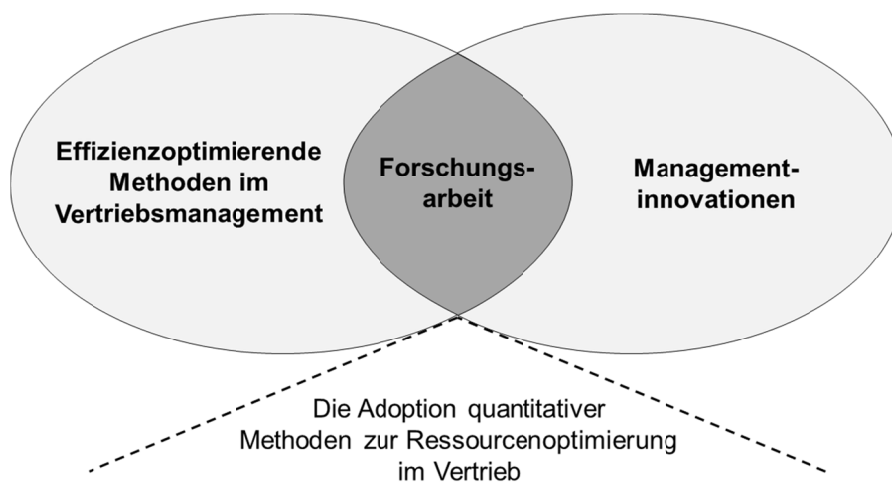 Effizienzoptimierende
Methoden im
Vertriebsmanagement
Forschungs-
arbeit
Management-
innovationen
Die Adoption quantitativer
Methoden zur Ressourcenoptimierung
im Vertrieb